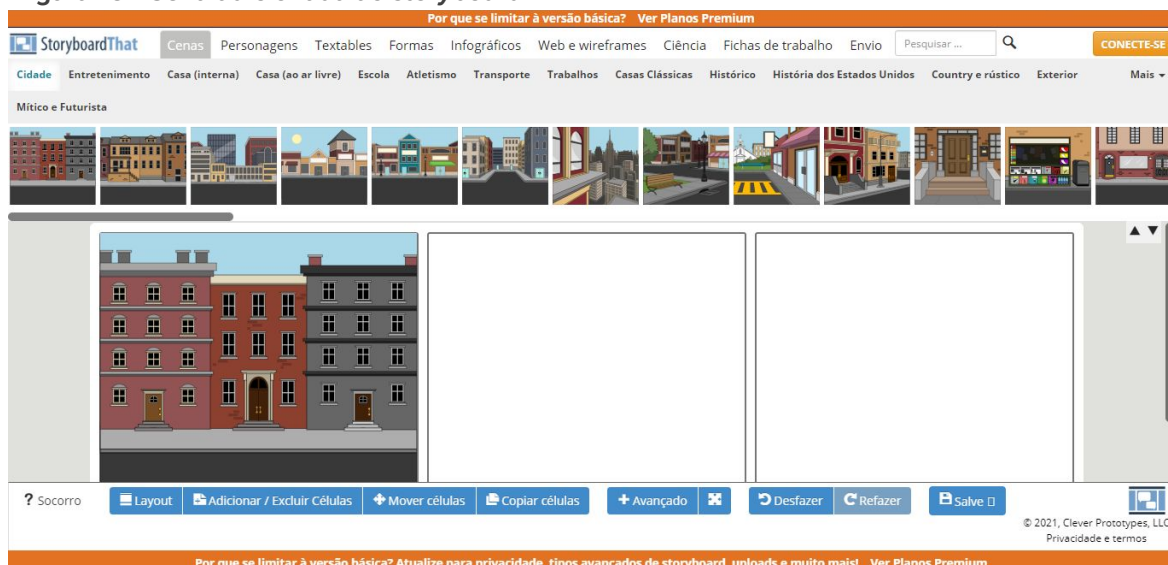 Por que se limitar à versão básica? Ver Planos Premium
StoryboardThat Cenas Personagens Textables Formas Infográficos Web e wireframes Ciência Fichas de trabalho Envio Pesquisar ... CONECTE-SE
Cidade Entretenimento Casa (interna) Casa (ao ar livre) Escola Atletismo Transporte Trabalhos Casas Clássicas Histórico História dos Estados Unidos Country e rústico Exterior Mais
Mítico e Futurista
? Socorro Layout Adicionar / Excluir Células Mover células Copiar células + Avançado Desfazer Refazer Salve
© 2021, Clever Prototypes, LLC
Privacidade e termos
Por que se limitar à versão básica? Atualize para privacidade, tipos avançados de storyboard, uploads e muito mais! Ver Planos Premium